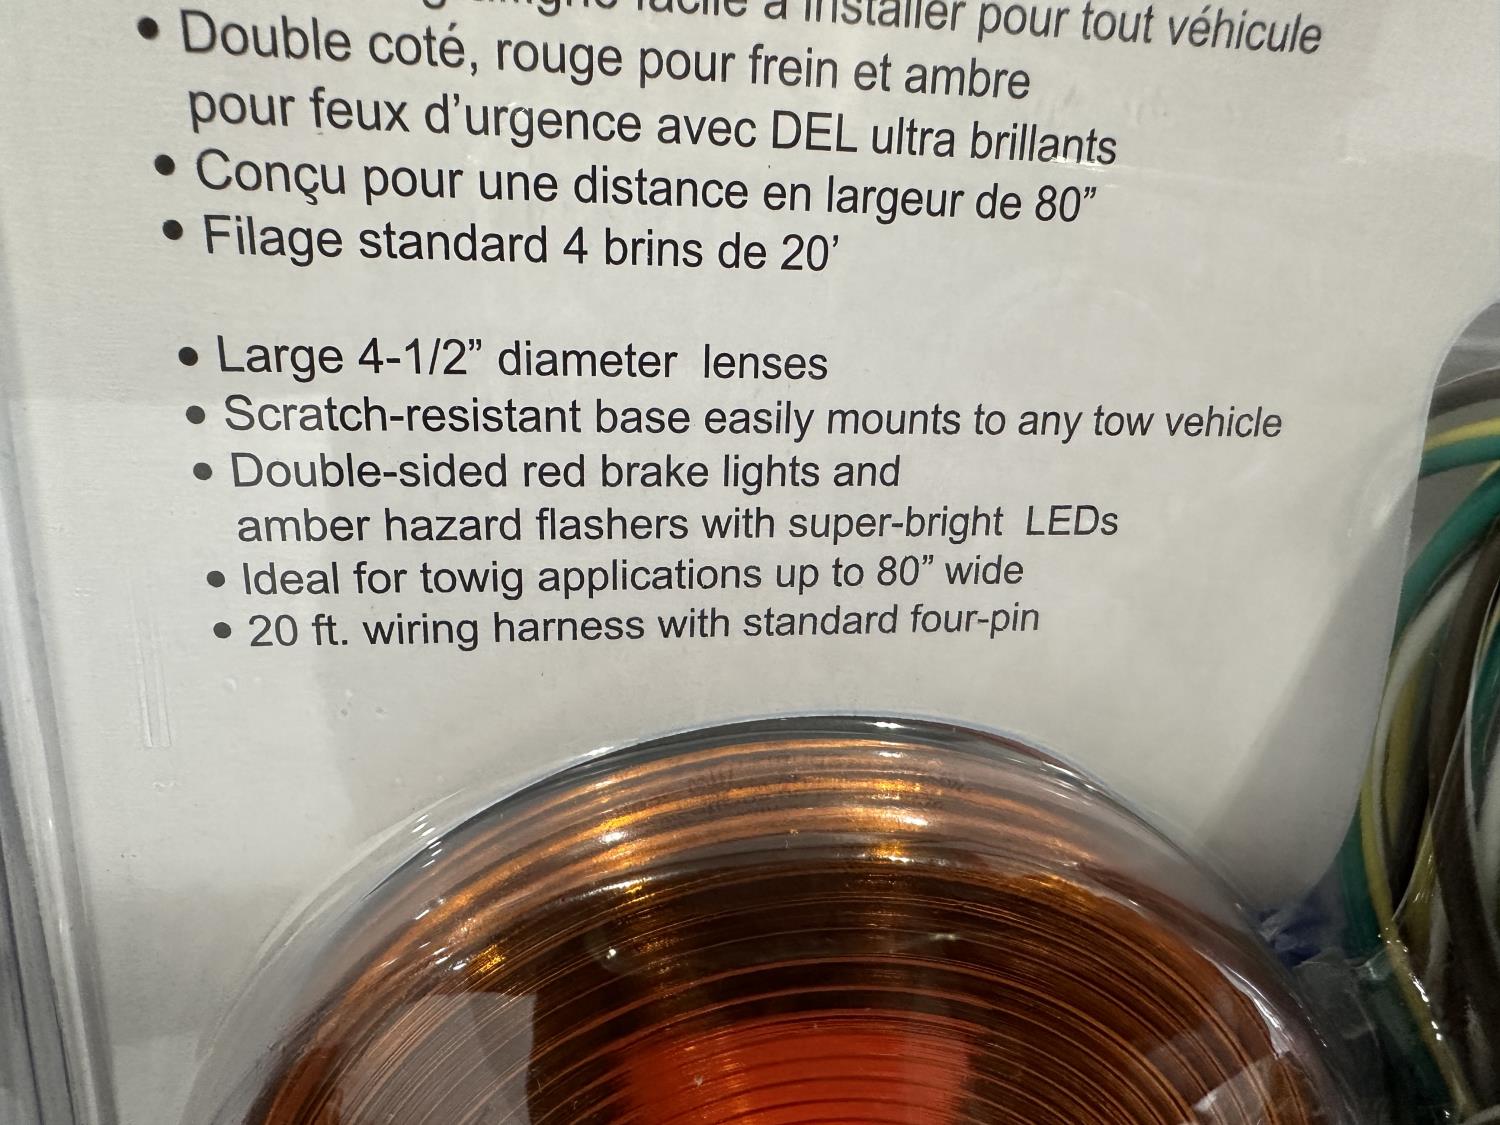 facile à installer pour tout véhicule
• Double coté, rouge pour frein et ambre
pour feux d’urgence avec DEL ultra brillants
• Conçu pour une distance en largeur de 80”
• Filage standard 4 brins de 20’
• Large 4-1/2” diameter lenses
• Scratch-resistant base easily mounts to any tow vehicle
• Double-sided red brake lights and
amber hazard flashers with super-bright LEDs
• Ideal for towig applications up to 80” wide
• 20 ft. wiring harness with standard four-pin